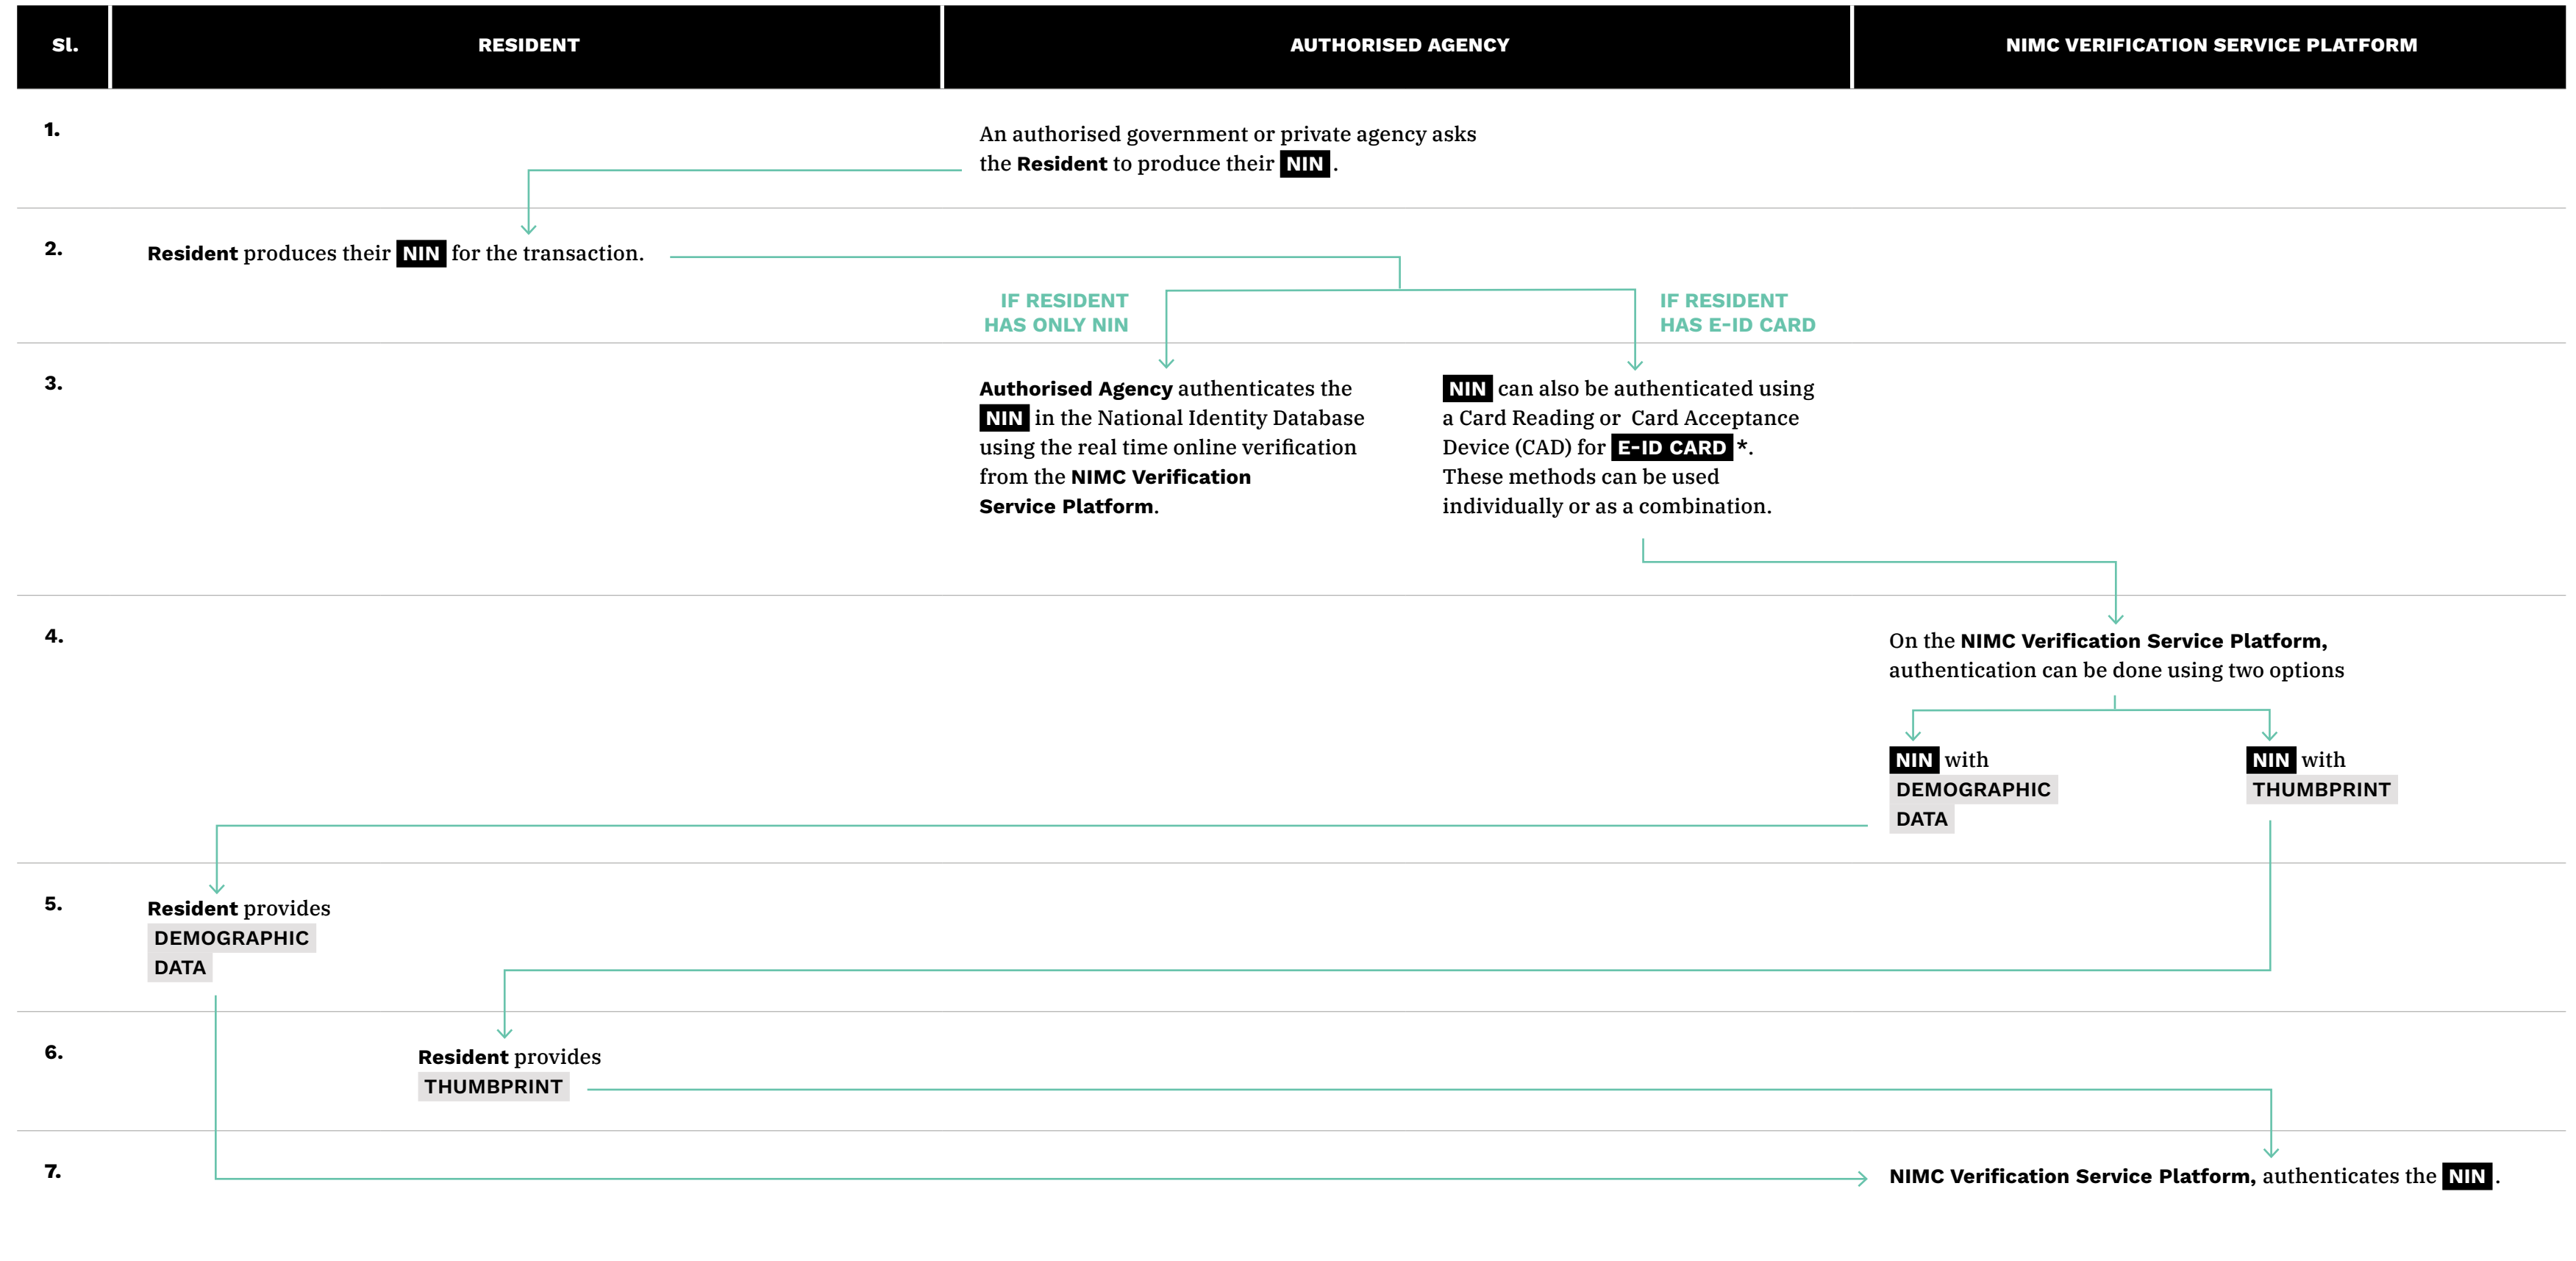 Sl.
RESIDENT
AUTHORISED AGENCY
NIMC VERIFICATION SERVICE PLATFORM
1.
An authorised government or private agency asks
the Resident to produce their NIN .
2.
Resident produces their NIN for the transaction.
IF RESIDENT
HAS ONLY NIN
IF RESIDENT
HAS E-ID CARD
3.
Authorised Agency authenticates the
NIN in the National Identity Database
using the real time online verification
from the NIMC Verification
Service Platform.
NIN can also be authenticated using
a Card Reading or Card Acceptance
Device (CAD) for E-ID CARD *.
These methods can be used
individually or as a combination.
4.
On the NIMC Verification Service Platform,
authentication can be done using two options
NIN with
DEMOGRAPHIC
DATA
NIN with
THUMBPRINT
5.
Resident provides
DEMOGRAPHIC
DATA
6.
Resident provides
THUMBPRINT
7.
NIMC Verification Service Platform, authenticates the NIN .